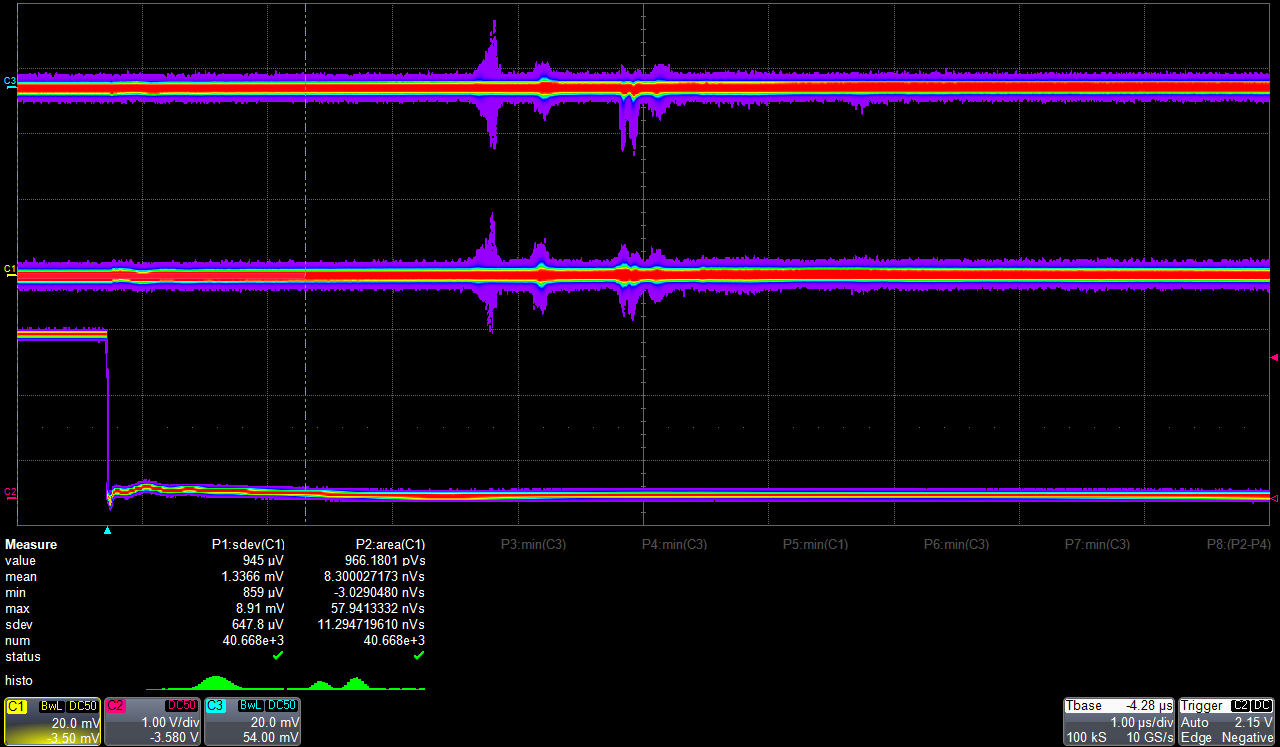 C3
C1
C2
Measure P1:sdev(C1) P2:area(C1) P3:min(C3) P4:min(C3) P5:min(C1) P6:min(C3) P7:min(C3) P8:(P2-P4)
value 945 µV 966.1801 pVs
mean 1.3366 mV 8.300027173 nVs
min 859 µV -3.0290480 nVs
max 8.91 mV 57.9413332 nVs
sdev 647.8 µV 11.294719610 nVs
num 40.668e+3 40.668e+3
status
histo
C1 BwL DC50 C2 DC50 C3 BwL DC50 Tbase -4.28 µs Trigger C2 DC
20.0 mV 1.00 V/div 20.0 mV 1.00 µs/div Auto 2.15 V
-3.50 mV -3.580 V 54.00 mV 100 kS 10 GS/s Edge Negative